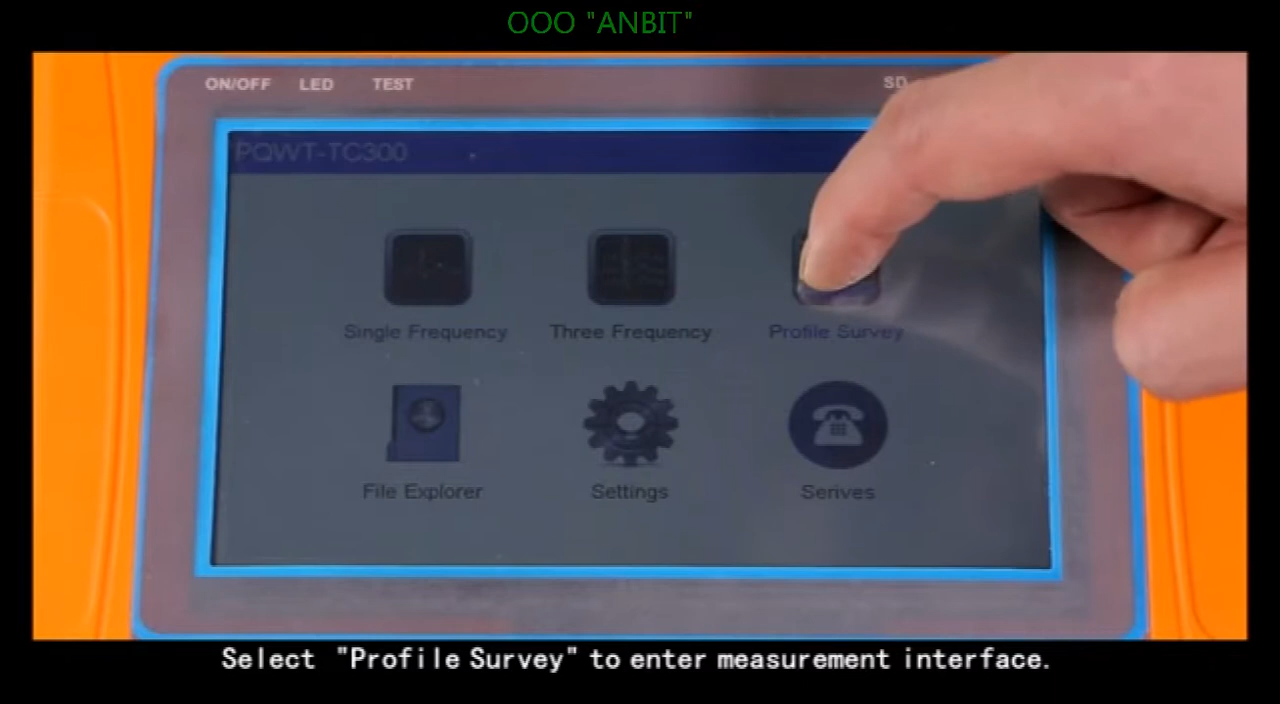 OOO "ANBIT"
ON/OFF LED TEST SD
PQWT-TC300
Single Frequency Three Frequency Profile Survey
File Explorer Settings Serives
Select "Profile Survey" to enter measurement interface.